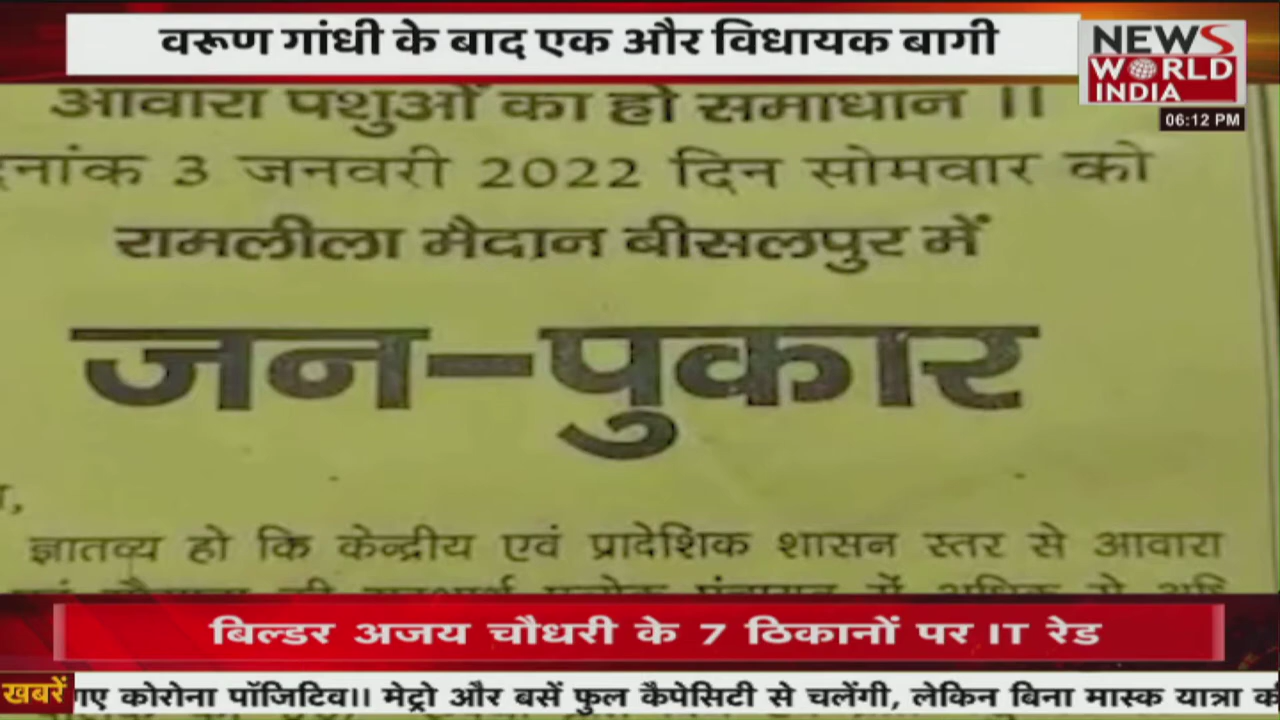 वरूण गांधी के बाद एक और विधायक बागी
NEWS
WORLD
INDIA
06:12 PM
आवारा पशुओं का हो समाधान ।।
3 जनवरी 2022 दिन सोमवार को
रामलीला मैदान बीसलपुर में
जन-पुकार
ज्ञातव्य हो कि केन्द्रीय एवं प्रादेशिक शासन स्तर से आवारा
बिल्डर अजय चौधरी के 7 ठिकानों पर IT रेड
खबरें
गए कोरोना पॉजिटिव।। मेट्रो और बसें फुल कैपेसिटी से चलेंगी, लेकिन बिना मास्क यात्रा